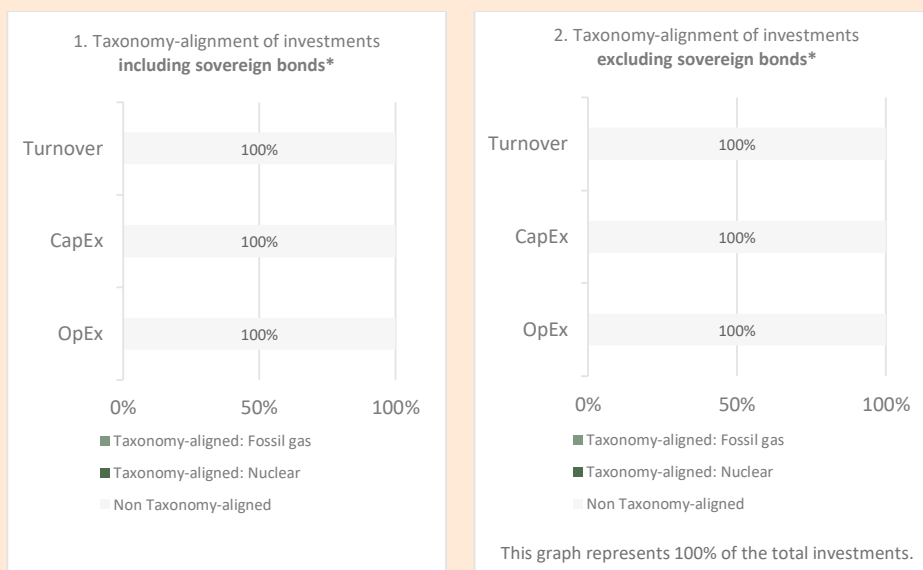 1. Taxonomy-alignment of investments
including sovereign bonds*
Turnover
100%
CapEx
100%
OpEx
100%
0%
50%
100%
Taxonomy-aligned: Fossil gas
Taxonomy-aligned: Nuclear
Non Taxonomy-aligned
2. Taxonomy-alignment of investments
excluding sovereign bonds*
Turnover
100%
CapEx
100%
OpEx
100%
0%
50%
100%
Taxonomy-aligned: Fossil gas
Taxonomy-aligned: Nuclear
Non Taxonomy-aligned
This graph represents 100% of the total investments.